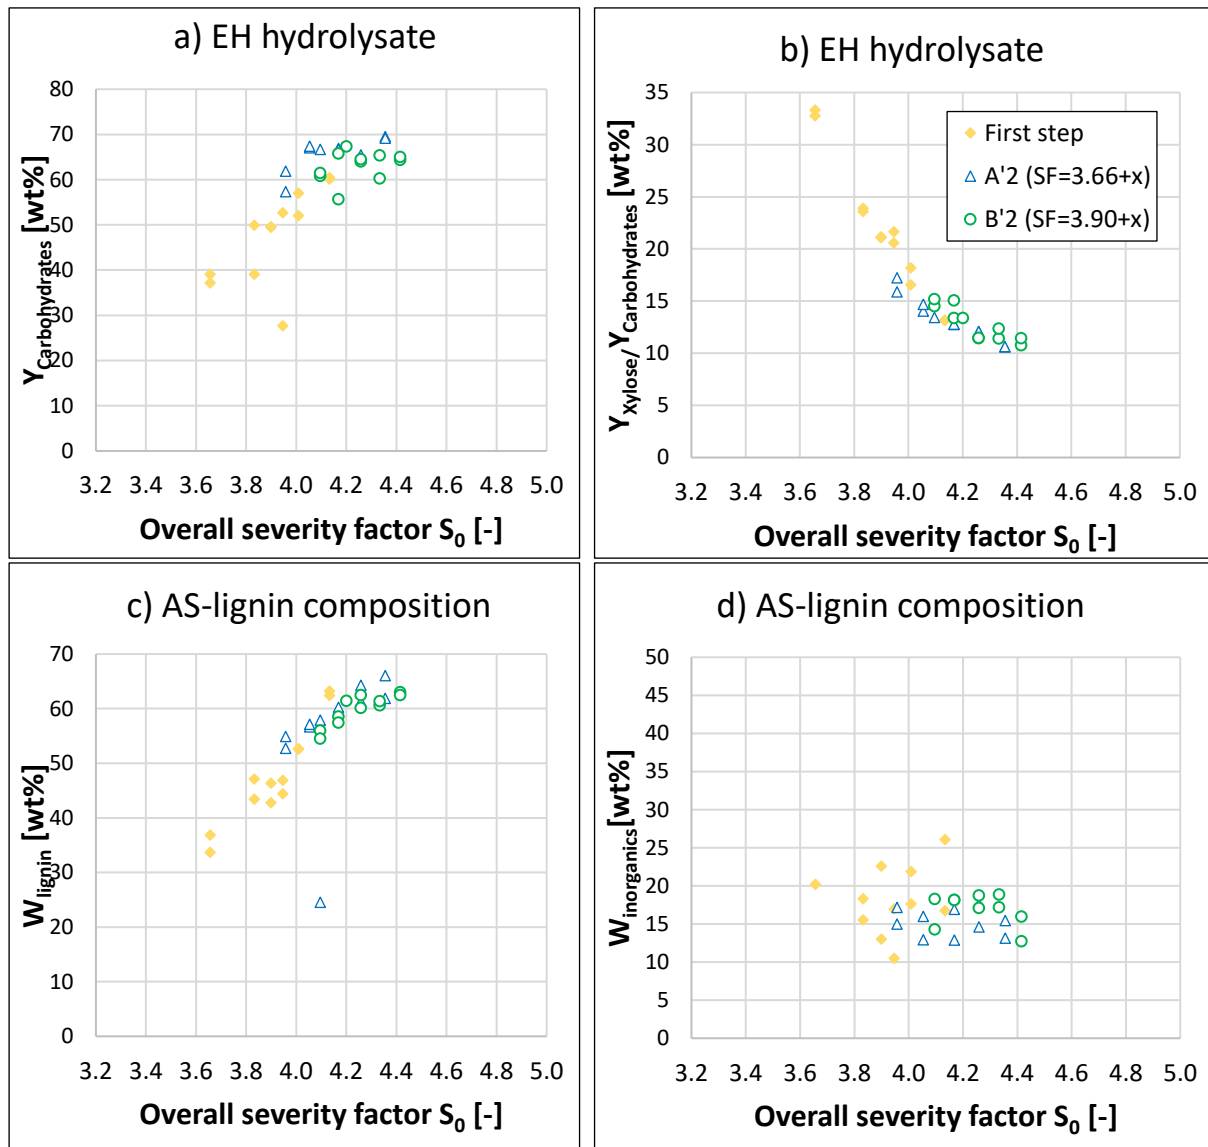 a) EH hydrolysate
Y_Carbohydrates [wt%]
80
70
60
50
40
30
20
10
0
3.2 3.4 3.6 3.8 4.0 4.2 4.4 4.6 4.8 5.0
Overall severity factor S₀ [-]
b) EH hydrolysate
Y_Xylose/Y_Carbohydrates [wt%]
35
30
25
20
15
10
5
0
First step
A'2 (SF=3.66+x)
B'2 (SF=3.90+x)
3.2 3.4 3.6 3.8 4.0 4.2 4.4 4.6 4.8 5.0
Overall severity factor S₀ [-]
c) AS-lignin composition
W_lignin [wt%]
70
60
50
40
30
20
10
0
3.2 3.4 3.6 3.8 4.0 4.2 4.4 4.6 4.8 5.0
Overall severity factor S₀ [-]
d) AS-lignin composition
W_inorganics[wt%]
50
45
40
35
30
25
20
15
10
5
0
3.2 3.4 3.6 3.8 4.0 4.2 4.4 4.6 4.8 5.0
Overall severity factor S₀ [-]